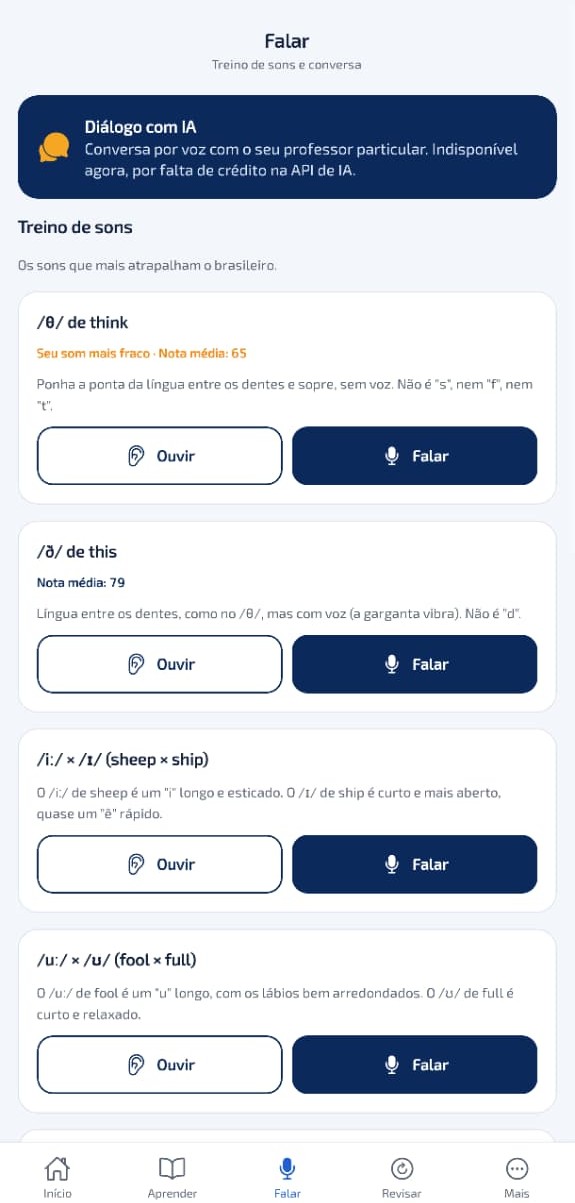 Falar
Treino de sons e conversa
Diálogo com IA
Conversa por voz com o seu professor particular. Indisponível
agora, por falta de crédito na API de IA.
Treino de sons
Os sons que mais atrapalham o brasileiro.
/θ/ de think
Seu som mais fraco · Nota média: 65
Ponha a ponta da língua entre os dentes e sopre, sem voz. Não é "s", nem "f", nem
"t".
Ouvir
Falar
/ð/ de this
Nota média: 79
Língua entre os dentes, como no /θ/, mas com voz (a garganta vibra). Não é "d".
Ouvir
Falar
/iː/ × /ɪ/ (sheep × ship)
O /iː/ de sheep é um "i" longo e esticado. O /ɪ/ de ship é curto e mais aberto,
quase um "ê" rápido.
Ouvir
Falar
/uː/ × /ʊ/ (fool × full)
O /uː/ de fool é um "u" longo, com os lábios bem arredondados. O /ʊ/ de full é
curto e relaxado.
Ouvir
Falar
Início
Aprender
Falar
Revisar
Mais